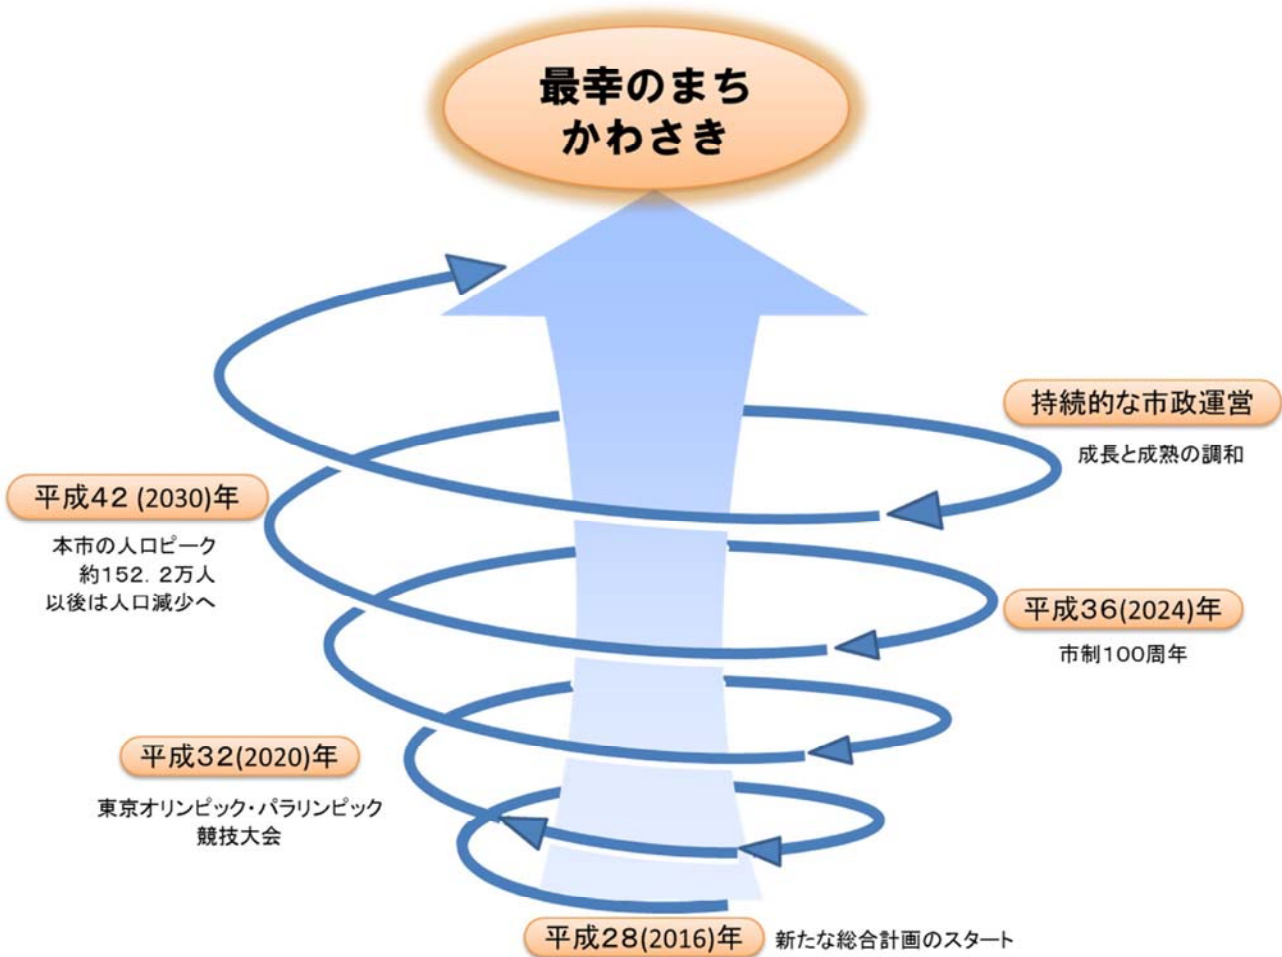 最幸のまち
かわさき
持続的な市政運営
成長と成熟の調和
平成42 (2030)年
本市の人口ピーク
約152. 2万人
以後は人口減少へ
平成36(2024)年
市制100周年
平成32(2020)年
東京オリンピック・パラリンピック
競技大会
平成28(2016)年 新たな総合計画のスタート